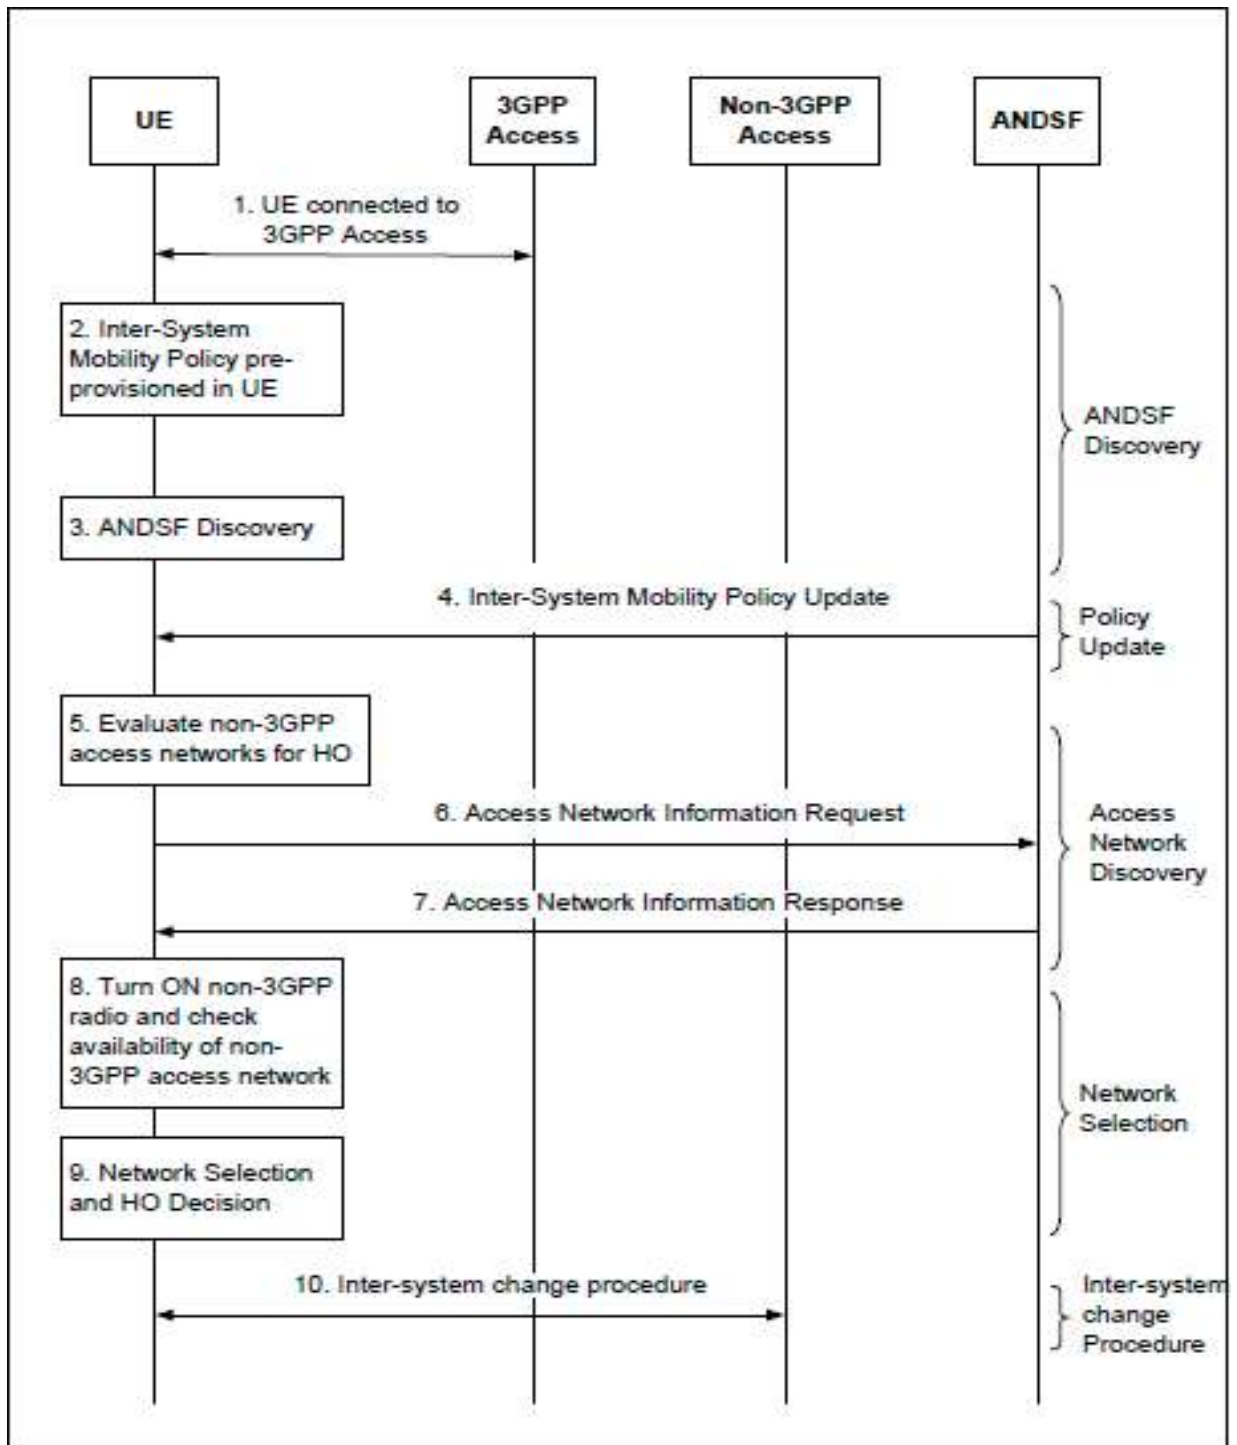 UE
3GPP
Access
Non-3GPP
Access
ANDSF
1. UE connected to
3GPP Access
2. Inter-System
Mobility Policy pre-
provisioned in UE
ANDSF
Discovery
3. ANDSF Discovery
4. Inter-System Mobility Policy Update
Policy
Update
5. Evaluate non-3GPP
access networks for HO
6. Access Network Information Request
Access
Network
Discovery
7. Access Network Information Response
8. Turn ON non-3GPP
radio and check
availability of non-
3GPP access network
Network
Selection
9. Network Selection
and HO Decision
10. Inter-system change procedure
Inter-system
change
Procedure